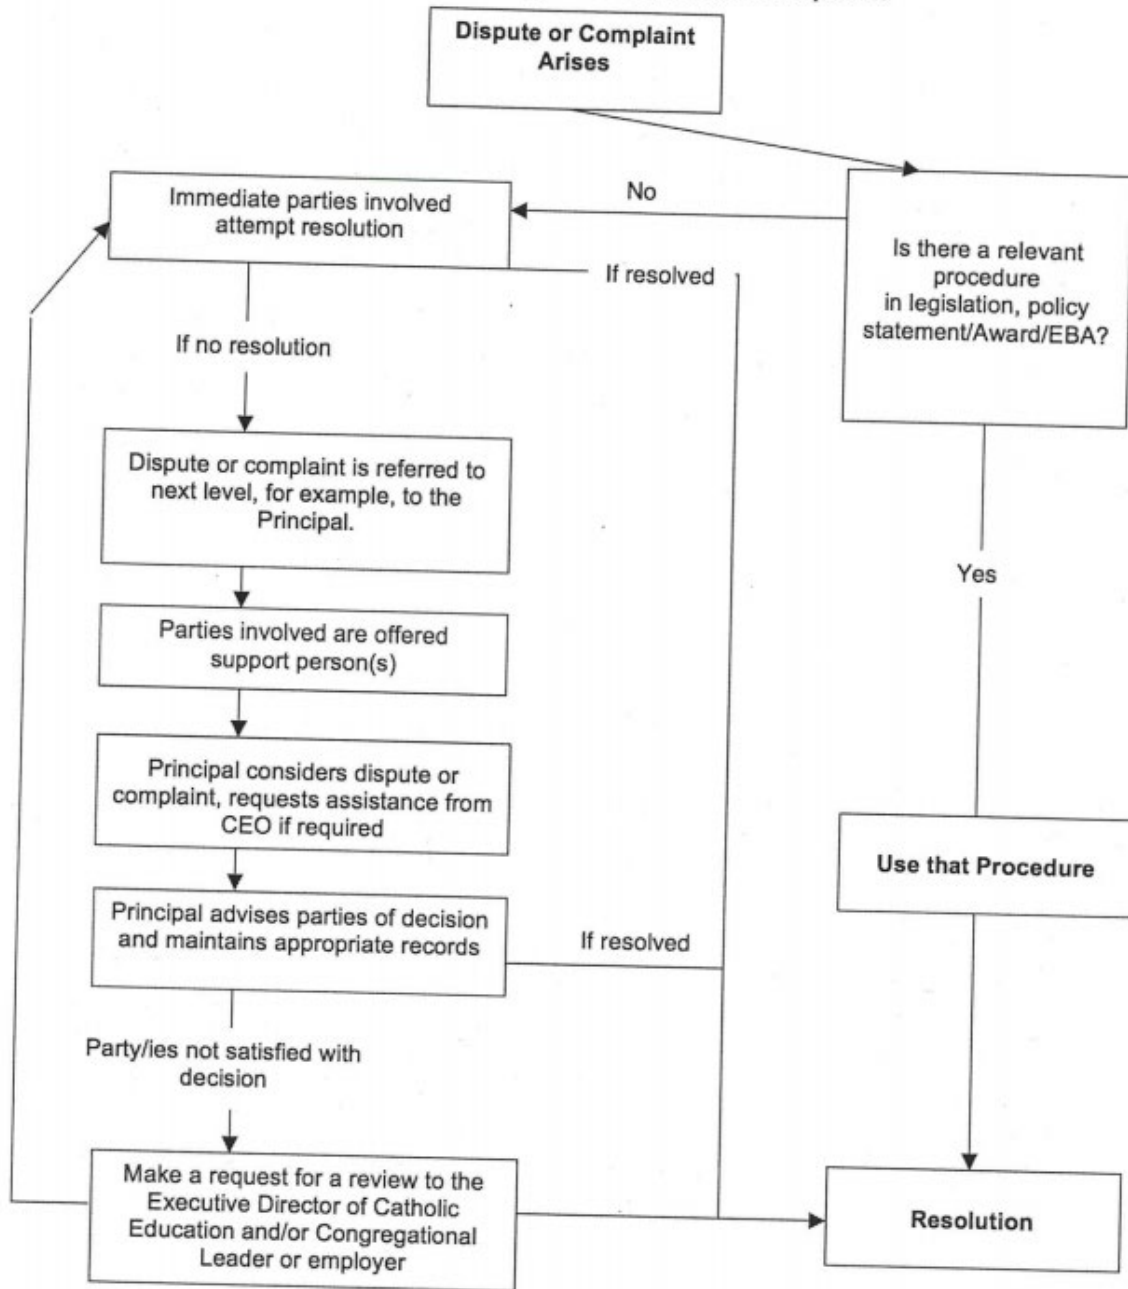 Dispute or Complaint
Arises
No
Immediate parties involved
attempt resolution
Is there a relevant
procedure
in legislation, policy
statement/Award/EBA?
If resolved
If no resolution
Dispute or complaint is referred to
next level, for example, to the
Principal.
Yes
Parties involved are offered
support person(s)
Principal considers dispute or
complaint, requests assistance from
CEO if required
Use that Procedure
Principal advises parties of decision
and maintains appropriate records
If resolved
Party/ies not satisfied with
decision
Make a request for a review to the
Executive Director of Catholic
Education and/or Congregational
Leader or employer
Resolution